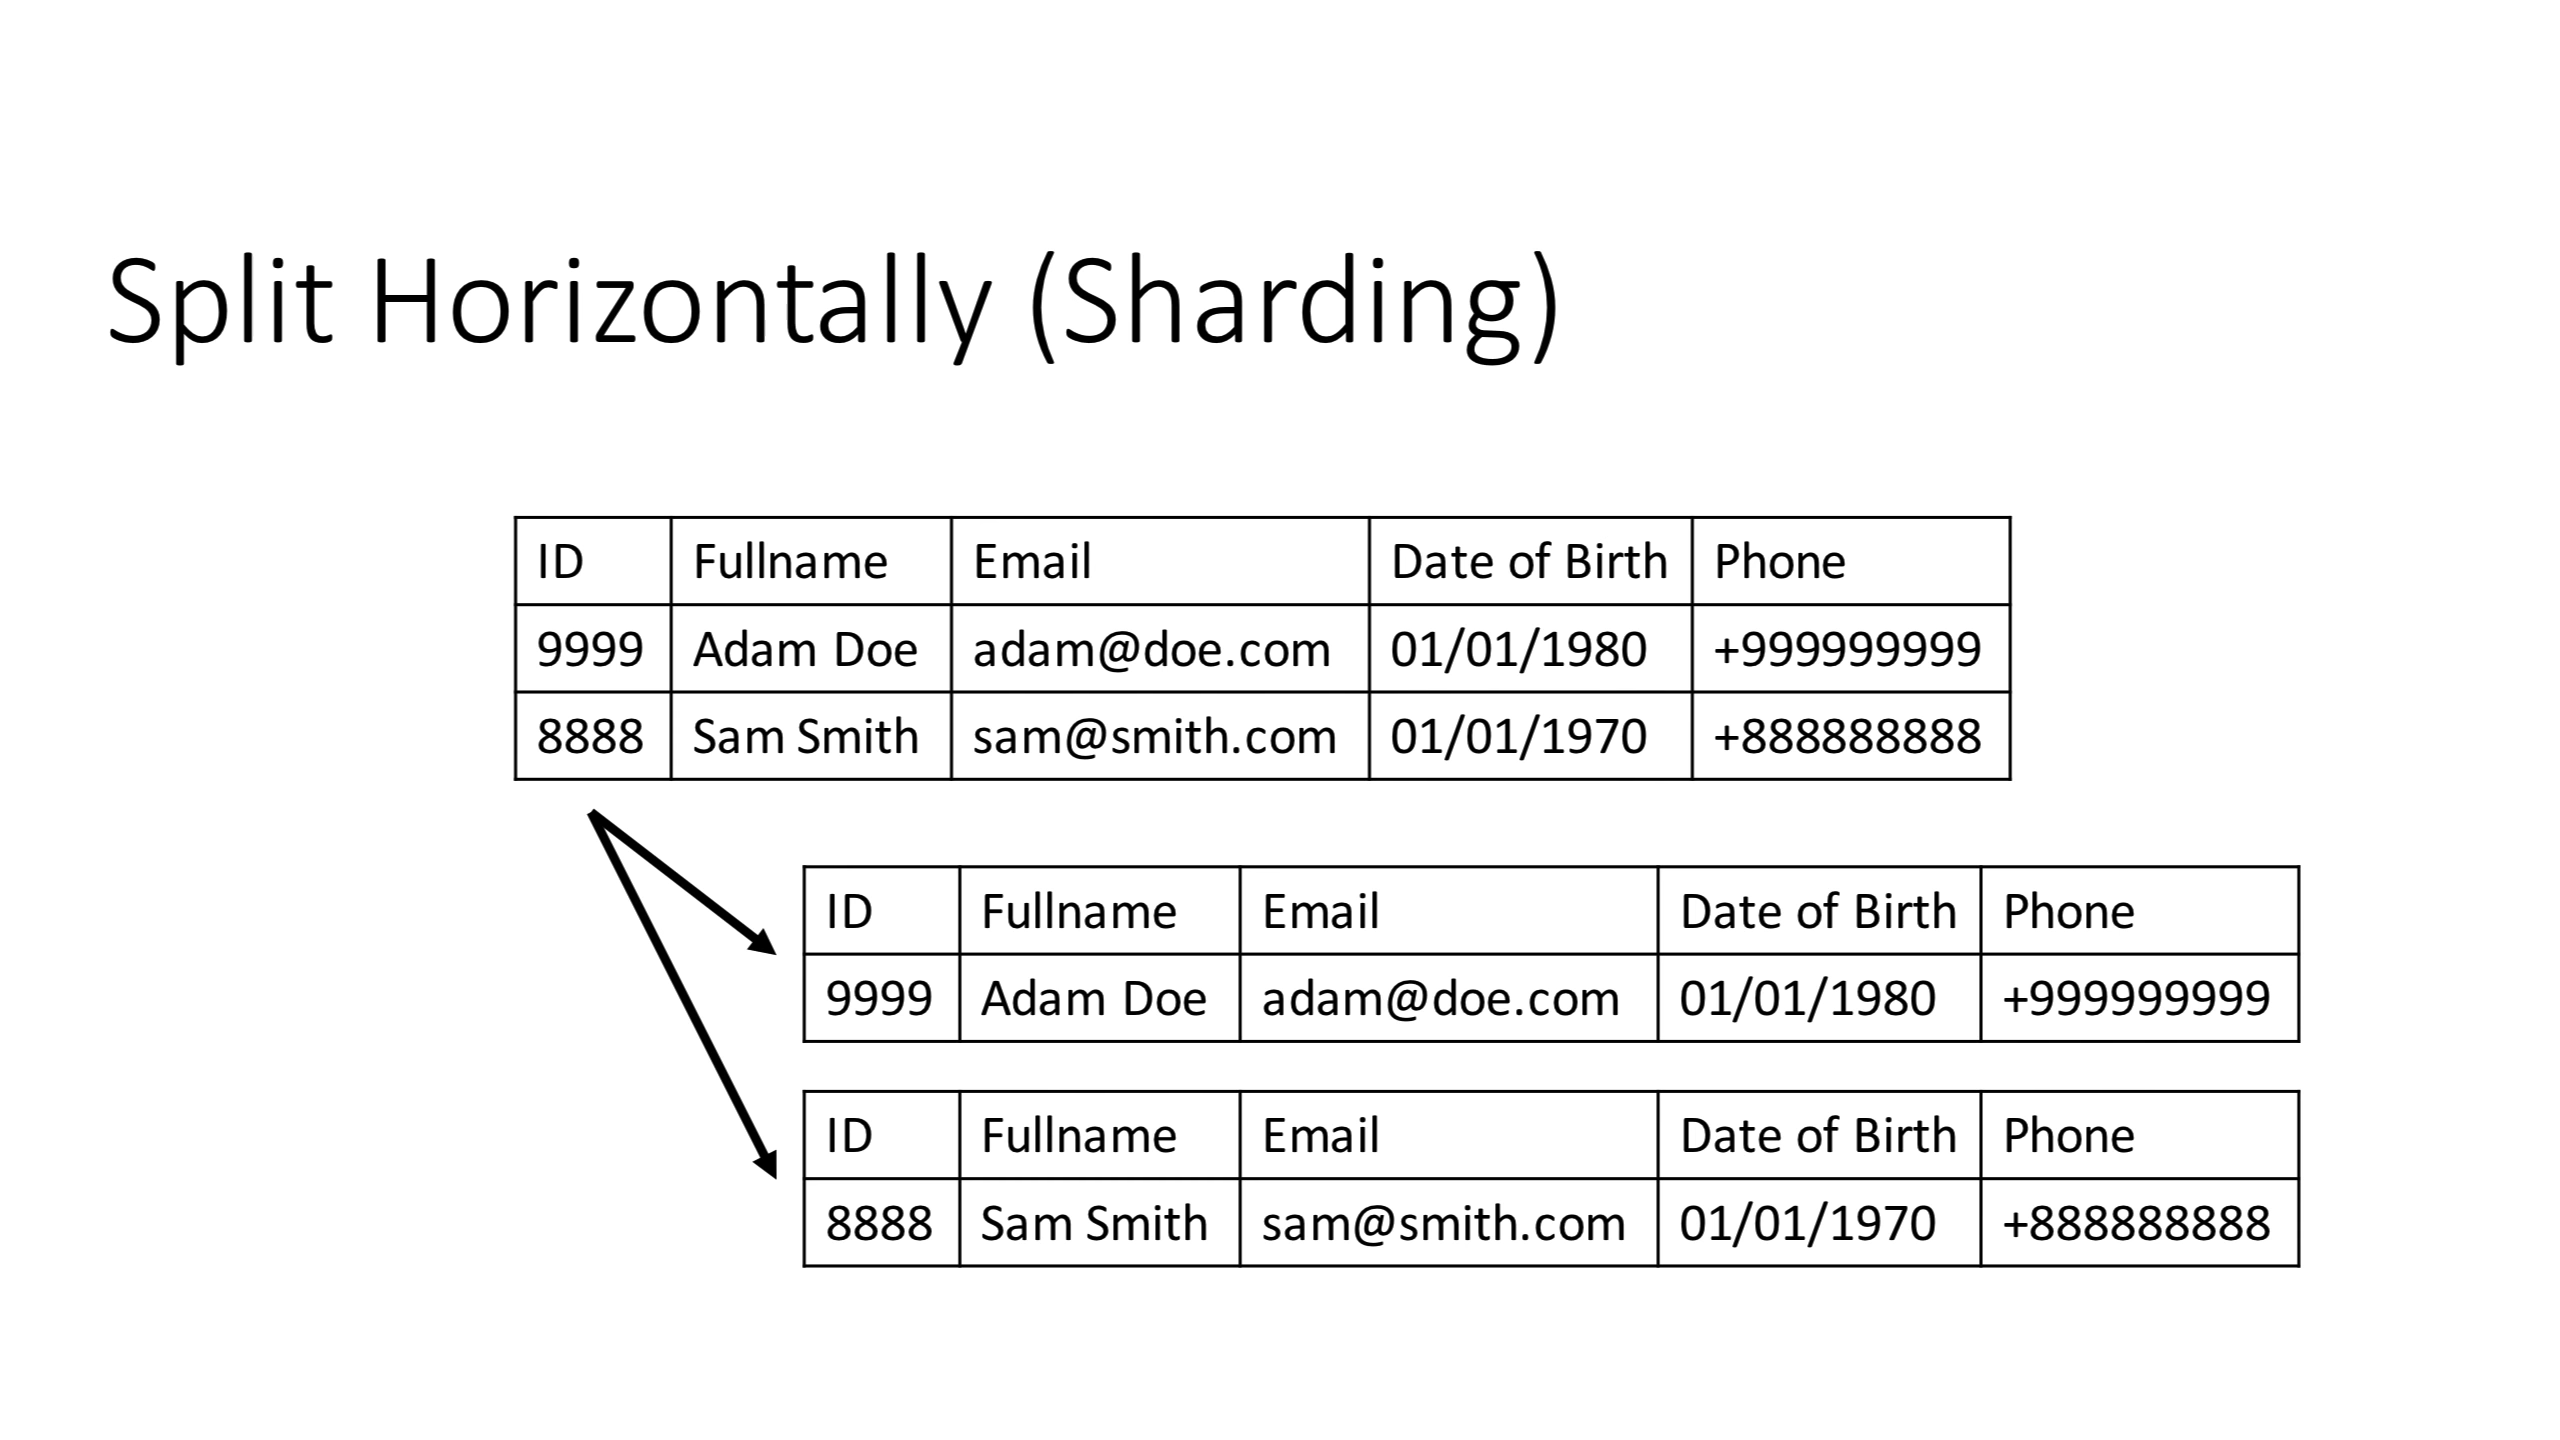 Split Horizontally (Sharding)
ID Fullname Email Date of Birth Phone
9999 Adam Doe adam@doe.com 01/01/1980 +999999999
8888 Sam Smith sam@smith.com 01/01/1970 +888888888
ID Fullname Email Date of Birth Phone
9999 Adam Doe adam@doe.com 01/01/1980 +999999999
ID Fullname Email Date of Birth Phone
8888 Sam Smith sam@smith.com 01/01/1970 +888888888